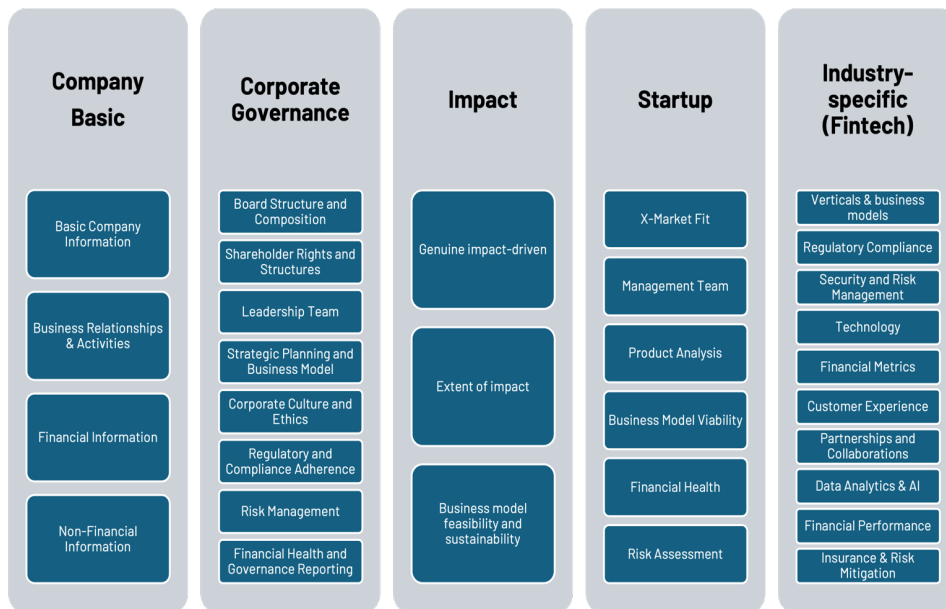 Company
Basic
Basic Company
Information
Business Relationships
& Activities
Financial Information
Non-Financial
Information
Corporate
Governance
Board Structure and
Composition
Shareholder Rights and
Structures
Leadership Team
Strategic Planning and
Business Model
Corporate Culture and
Ethics
Regulatory and
Compliance Adherence
Risk Management
Financial Health and
Governance Reporting
Impact
Genuine impact-driven
Extent of impact
Business model
feasibility and
sustainability
Startup
X-Market Fit
Management Team
Product Analysis
Business Model Viability
Financial Health
Risk Assessment
Industry-
specific
(Fintech)
Verticals & business
models
Regulatory Compliance
Security and Risk
Management
Technology
Financial Metrics
Customer Experience
Partnerships and
Collaborations
Data Analytics & AI
Financial Performance
Insurance & Risk
Mitigation